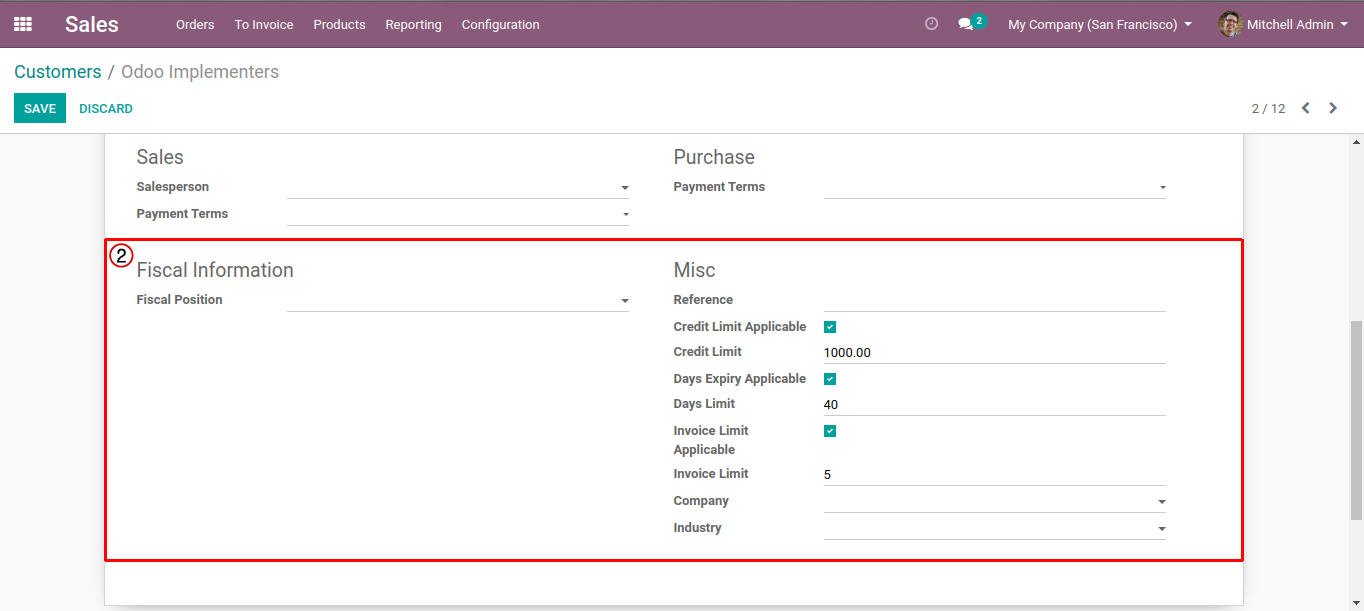 Sales Orders To Invoice Products Reporting Configuration 2 My Company (San Francisco) Mitchell Admin
Customers / Odoo Implementers
SAVE DISCARD 2 / 12
Sales
Salesperson
Payment Terms
Purchase
Payment Terms
2
Fiscal Information
Fiscal Position
Misc
Reference
Credit Limit Applicable
Credit Limit 1000.00
Days Expiry Applicable
Days Limit 40
Invoice Limit
Applicable
Invoice Limit 5
Company
Industry